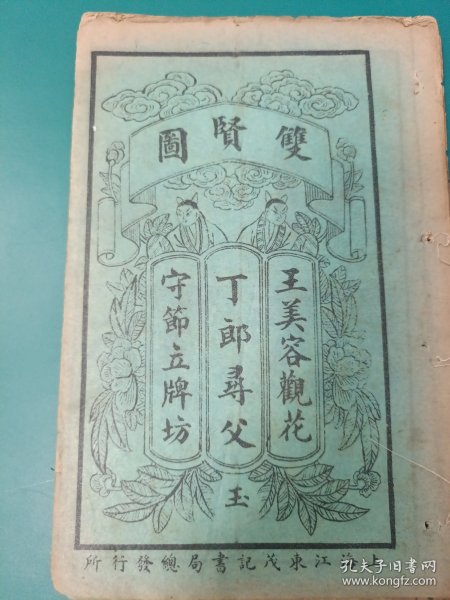 雙賢圖
王美容觀花
丁郎尋父
守節立牌坊
玉
上海江東茂記書局總發行所
孔夫子旧书网
www.kongfz.com